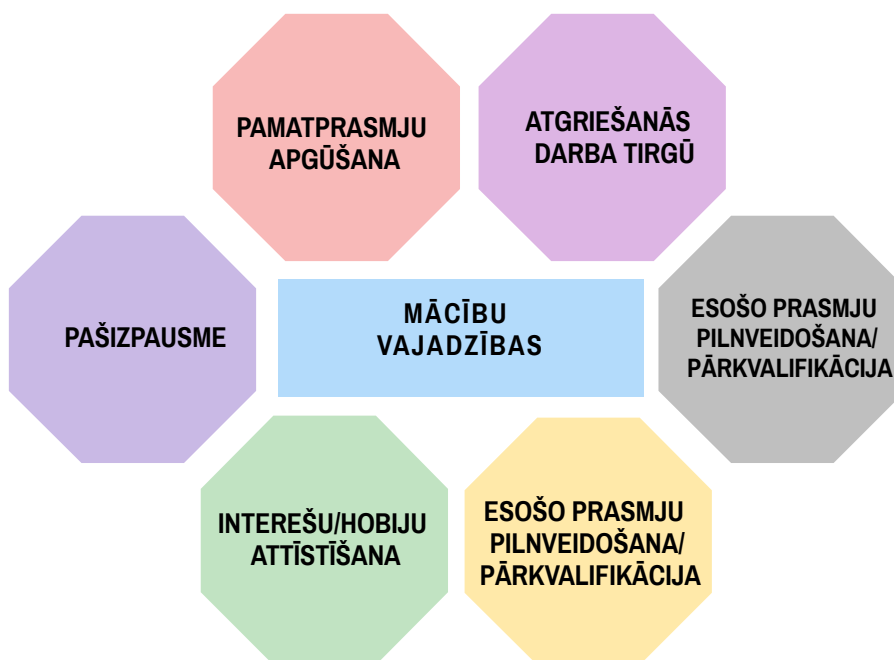 PAMATPRASMJU
APGŪŠANA
ATGRIEŠANĀS
DARBA TIRGŪ
PAŠIZPAUSME
MĀCĪBU
VAJADZĪBAS
ESOŠO PRASMJU
PILNVEIDOŠANA/
PĀRKVALIFIKĀCIJA
INTEREŠU/HOBIJU
ATTĪSTĪŠANA
ESOŠO PRASMJU
PILNVEIDOŠANA/
PĀRKVALIFIKĀCIJA